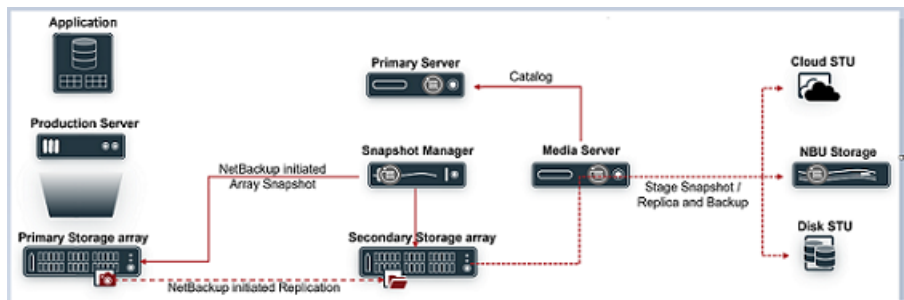 Application
Primary Server
Catalog
Cloud STU
Production Server
Snapshot Manager
Media Server
NBU Storage
NetBackup initiated
Array Snapshot
Stage Snapshot /
Replica and Backup
Primary Storage array
Secondary Storage array
Disk STU
NetBackup initiated Replication